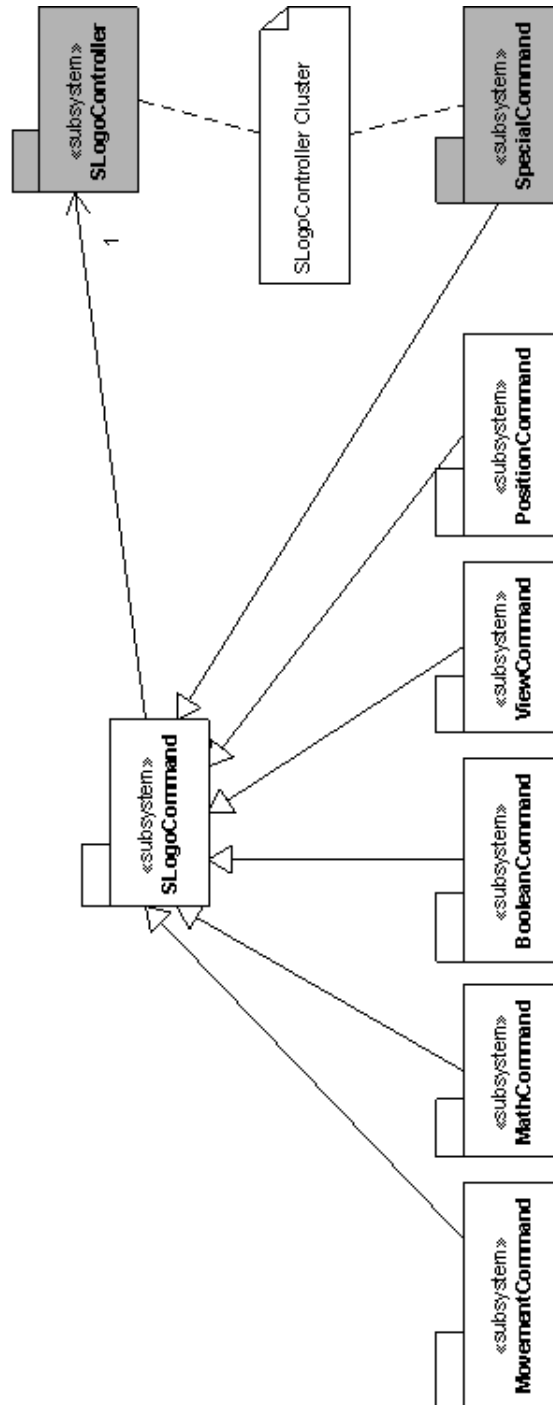 «subsystem»
SLogoController
SLogoController Cluster
«subsystem»
SpecialCommand
1
«subsystem»
SLogoCommand
«subsystem»
PositionCommand
«subsystem»
ViewCommand
«subsystem»
BooleanCommand
«subsystem»
MathCommand
«subsystem»
MovementCommand